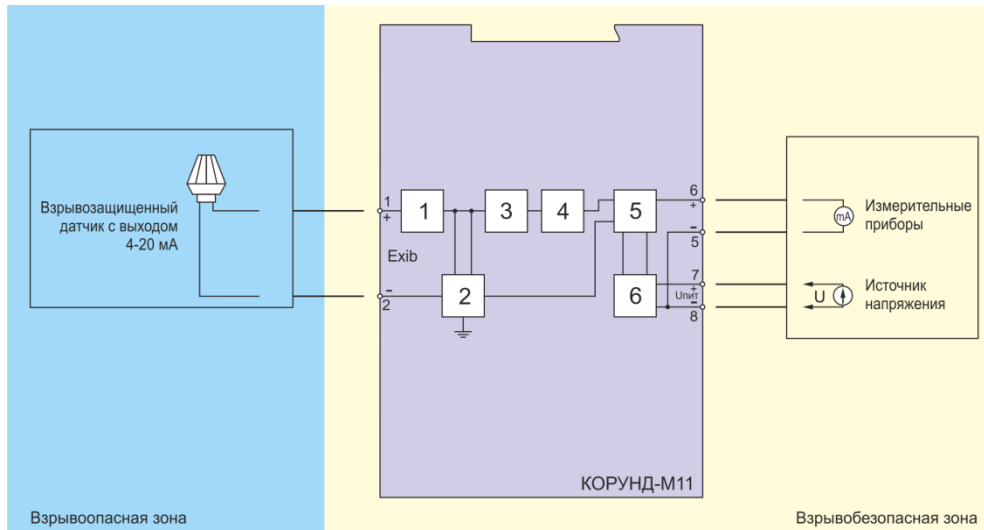 Взрывозащищенный
датчик с выходом
4-20 мА
1
+
Exib
-
2
1
2
3
4
5
6
6
+
-
5
7
+
Uпит
-
8
mA
Измерительные
приборы
U
Источник
напряжения
КОРУНД-М11
Взрывоопасная зона
Взрывобезопасная зона